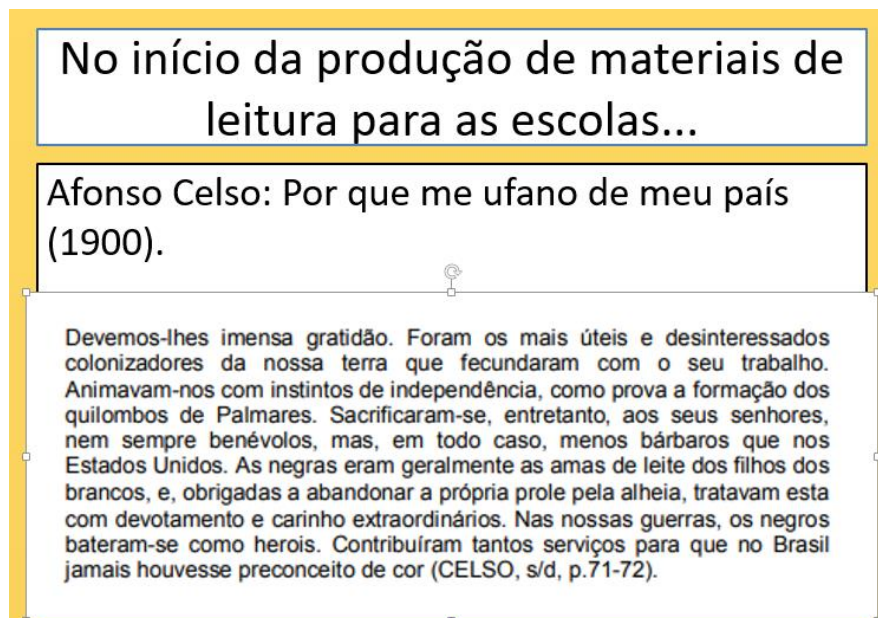 No início da produção de materiais de
leitura para as escolas...
Afonso Celso: Por que me ufano de meu país
(1900).
Devemos-lhes imensa gratidão. Foram os mais úteis e desinteressados
colonizadores da nossa terra que fecundaram com o seu trabalho.
Animavam-nos com instintos de independência, como prova a formação dos
quilombos de Palmares. Sacrificaram-se, entretanto, aos seus senhores,
nem sempre benévolos, mas, em todo caso, menos bárbaros que nos
Estados Unidos. As negras eram geralmente as amas de leite dos filhos dos
brancos, e, obrigadas a abandonar a própria prole pela alheia, tratavam esta
com devotamento e carinho extraordinários. Nas nossas guerras, os negros
bateram-se como herois. Contribuíram tantos serviços para que no Brasil
jamais houvesse preconceito de cor (CELSO, s/d, p.71-72).